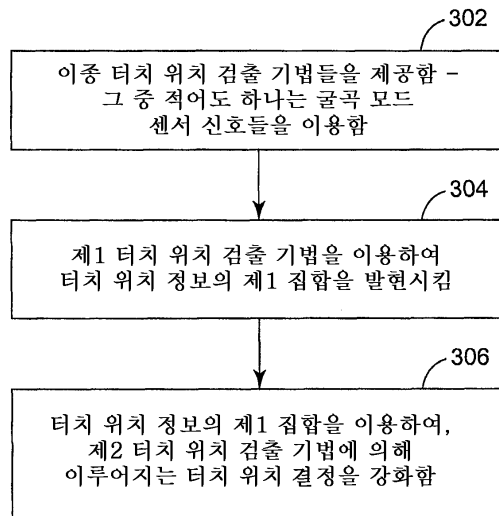 302
이종 터치 위치 검출 기법들을 제공함 –
그 중 적어도 하나는 굴곡 모드
센서 신호들을 이용함
304
제1 터치 위치 검출 기법을 이용하여
터치 위치 정보의 제1 집합을 발현시킴
306
터치 위치 정보의 제1 집합을 이용하여,
제2 터치 위치 검출 기법에 의해
이루어지는 터치 위치 결정을 강화함